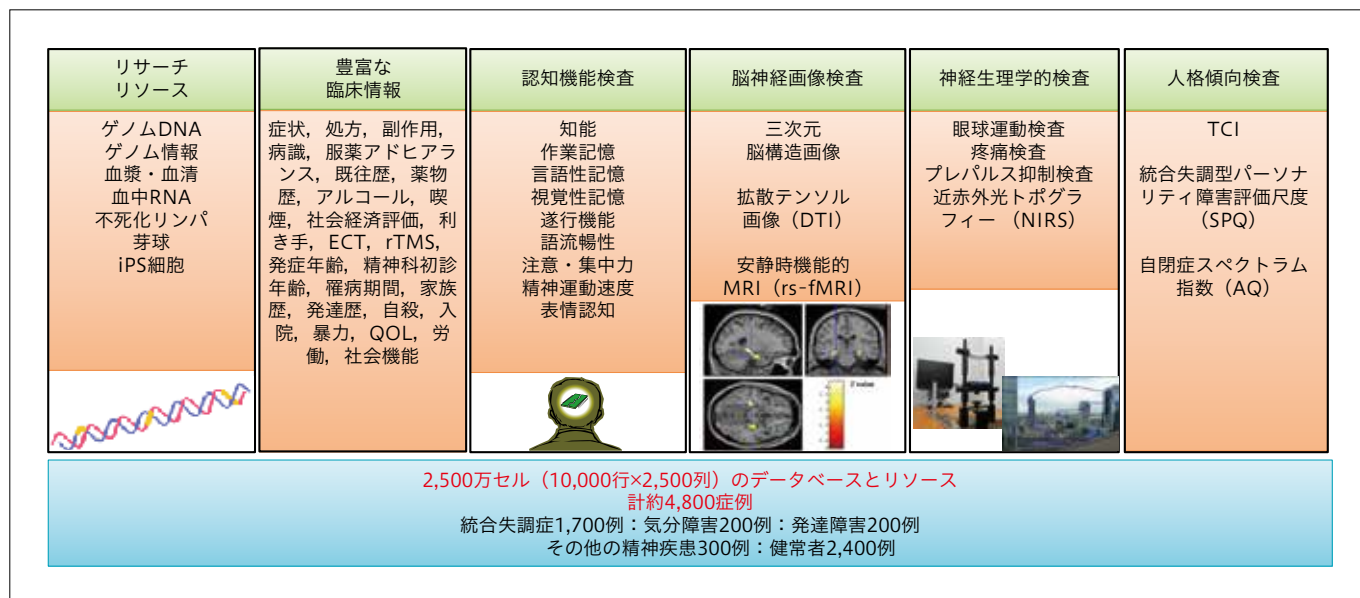 リサーチ
リソース
ゲノムDNA
ゲノム情報
血漿・血清
血中RNA
不死化リンパ
芽球
iPS細胞
豊富な
臨床情報
症状，処方，副作用，
病識，服薬アドヒアラ
ンス，既往歴，薬物
歴，アルコール，喫
煙，社会経済評価，利
き手，ECT，rTMS，
発症年齢，精神科初診
年齢，罹病期間，家族
歴，発達歴，自殺，入
院，暴力，QOL，労
働，社会機能
認知機能検査
知能
作業記憶
言語性記憶
視覚性記憶
遂行機能
語流暢性
注意・集中力
精神運動速度
表情認知
脳神経画像検査
三次元
脳構造画像
拡散テンソル
画像（DTI）
安静時機能的
MRI（rs-fMRI）
神経生理学的検査
眼球運動検査
疼痛検査
プレパルス抑制検査
近赤外光トポグラ
フィー （NIRS）
人格傾向検査
TCI
統合失調型パーソナ
リティ障害評価尺度
（SPQ）
自閉症スペクトラム
指数（AQ）
2,500万セル（10,000行×2,500列）のデータベースとリソース
計約4,800症例
統合失調症1,700例：気分障害200例：発達障害200例
その他の精神疾患300例：健常者2,400例